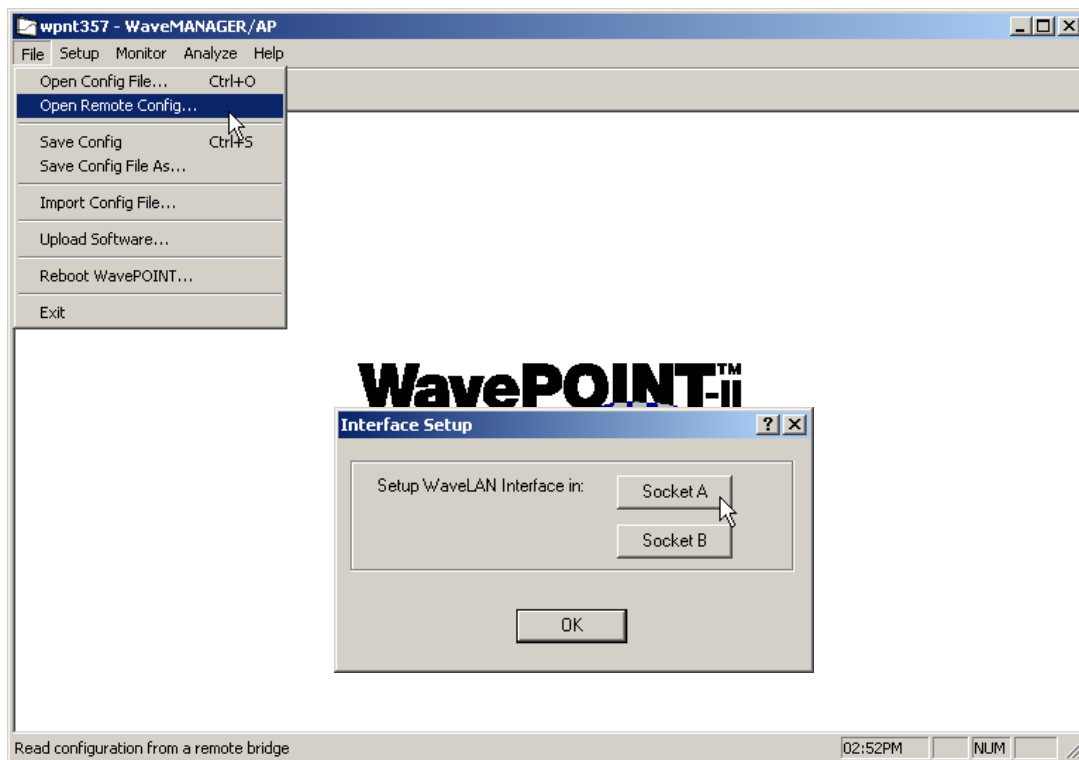 wpnt357 - WaveMANAGER/AP
File Setup Monitor Analyze Help
Open Config File... Ctrl+O
Open Remote Config...
Save Config Ctrl+S
Save Config File As...
Import Config File...
Upload Software...
Reboot WavePOINT...
Exit
WavePOINT-II™
Interface Setup
Setup WaveLAN Interface in:
Socket A
Socket B
OK
Read configuration from a remote bridge 02:52PM NUM